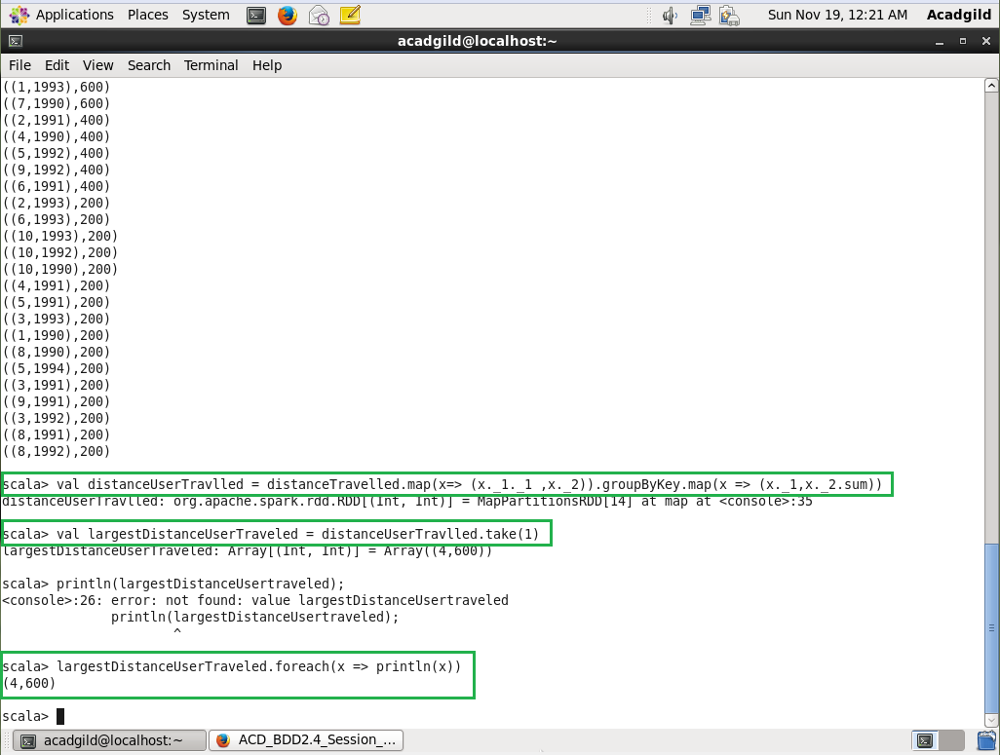 Applications Places System Sun Nov 19, 12:21 AM Acadgild
acadgild@localhost:~
File Edit View Search Terminal Help
((1,1993),600)
((7,1990),600)
((2,1991),400)
((4,1990),400)
((5,1992),400)
((9,1992),400)
((6,1991),400)
((2,1993),200)
((6,1993),200)
((10,1993),200)
((10,1992),200)
((10,1990),200)
((4,1991),200)
((5,1991),200)
((3,1993),200)
((1,1990),200)
((8,1990),200)
((5,1994),200)
((3,1991),200)
((9,1991),200)
((3,1992),200)
((8,1991),200)
((8,1992),200)
scala> val distanceUserTravlled = distanceTravelled.map(x=> (x._1._1 ,x._2)).groupByKey.map(x => (x._1,x._2.sum))
distanceUserTravlled: org.apache.spark.rdd.RDD[(Int, Int)] = MapPartitionsRDD[14] at map at <console>:35
scala> val largestDistanceUserTraveled = distanceUserTravlled.take(1)
largestDistanceUserTraveled: Array[(Int, Int)] = Array((4,600))
scala> println(largestDistanceUsertraveled);
<console>:26: error: not found: value largestDistanceUsertraveled
println(largestDistanceUsertraveled);
^
scala> largestDistanceUserTraveled.foreach(x => println(x))
(4,600)
scala>
acadgild@localhost:~ ACD_BDD2.4_Session_...